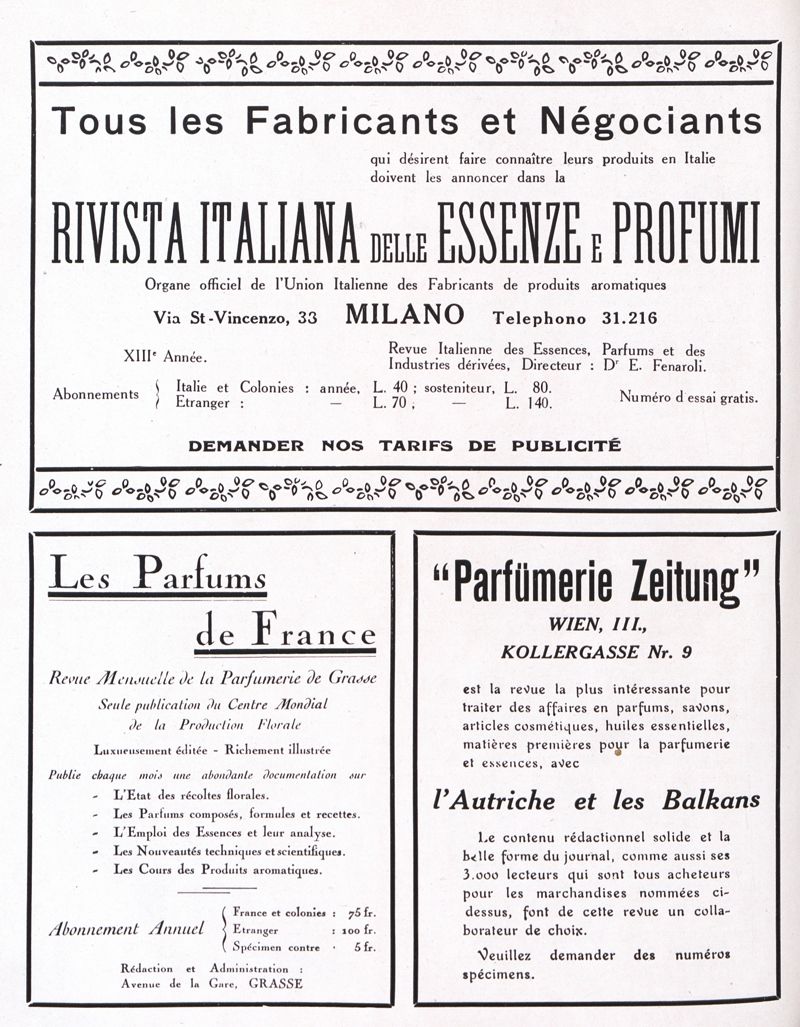 Tous les Fabricants et Négociants
qui désirent faire connaître leurs produits en Italie
doivent les annoncer dans la
RIVISTA ITALIANA DELLE ESSENZE E PROFUMI
Organe officiel de l'Union Italienne des Fabricants de produits aromatiques
Via St-Vincenzo, 33 MILANO Telephono 31.216
XIIIe Année.
Revue Italienne des Essences, Parfums et des
Industries dérivées, Directeur : Dr E. Fenaroli.
Abonnements { Italie et Colonies : année, L. 40 ; sosteniteur, L. 80.
Etranger : — L. 70 ; — L. 140.
Numéro d essai gratis.
DEMANDER NOS TARIFS DE PUBLICITÉ
Les Parfums
de France
Revue Mensuelle de la Parfumerie de Grasse
Seule publication du Centre Mondial
de la Production Florale
Luxueusement éditée - Richement illustrée
Publie chaque mois une abondante documentation sur
- L'Etat des récoltes florales.
- Les Parfums composés, formules et recettes.
- L'Emploi des Essences et leur analyse.
- Les Nouveautés techniques et scientifiques.
- Les Cours des Produits aromatiques.
Abonnement Annuel { France et colonies : 75 fr.
Etranger : 100 fr.
Spécimen contre · 5 fr.
Rédaction et Administration :
Avenue de la Gare, GRASSE
"Parfümerie Zeitung"
WIEN, III.,
KOLLERGASSE Nr. 9
est la revue la plus intéressante pour
traiter des affaires en parfums, savons,
articles cosmétiques, huiles essentielles,
matières premières pour la parfumerie
et essences, avec
l'Autriche et les Balkans
Le contenu rédactionnel solide et la
belle forme du journal, comme aussi ses
3.000 lecteurs qui sont tous acheteurs
pour les marchandises nommées ci-
dessus, font de cette revue un colla-
borateur de choix.
Veuillez demander des numéros
spécimens.